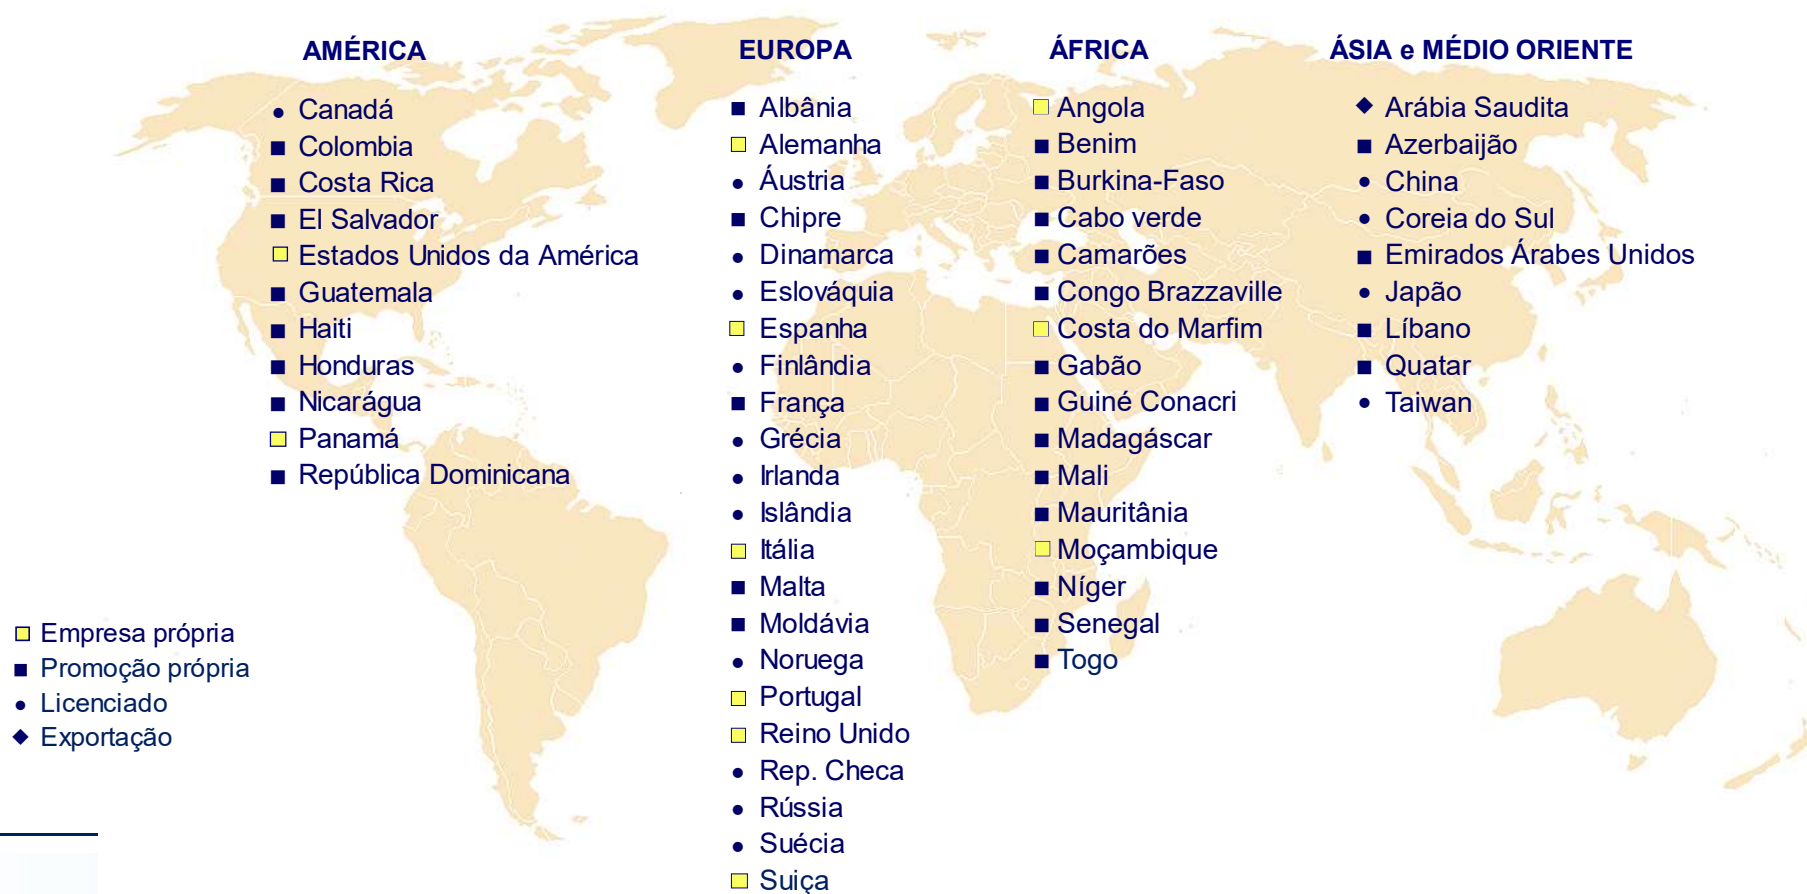 AMÉRICA
● Canadá
■ Colombia
■ Costa Rica
■ El Salvador
□ Estados Unidos da América
■ Guatemala
■ Haiti
■ Honduras
■ Nicarágua
□ Panamá
■ República Dominicana
EUROPA
■ Albânia
□ Alemanha
● Áustria
■ Chipre
● Dinamarca
● Eslováquia
□ Espanha
● Finlândia
■ França
● Grécia
● Irlanda
● Islândia
□ Itália
■ Malta
■ Moldávia
● Noruega
□ Portugal
□ Reino Unido
● Rep. Checa
● Rússia
● Suécia
□ Suiça
ÁFRICA
□ Angola
■ Benim
■ Burkina-Faso
■ Cabo verde
■ Camarões
■ Congo Brazzaville
□ Costa do Marfim
■ Gabão
■ Guiné Conacri
■ Madagáscar
■ Mali
■ Mauritânia
□ Moçambique
■ Níger
■ Senegal
■ Togo
ÁSIA e MÉDIO ORIENTE
◆ Arábia Saudita
■ Azerbaijão
● China
● Coreia do Sul
■ Emirados Árabes Unidos
● Japão
■ Líbano
■ Quatar
● Taiwan
□ Empresa própria
■ Promoção própria
● Licenciado
◆ Exportação